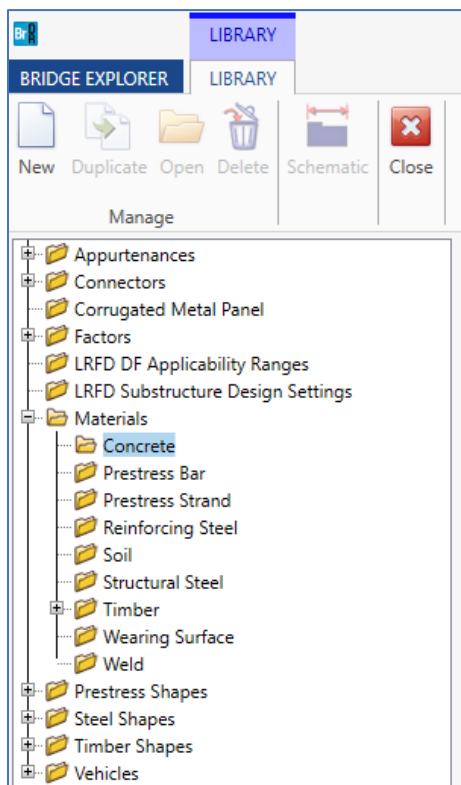 Br DR
LIBRARY
BRIDGE EXPLORER LIBRARY
New Duplicate Open Delete Schematic Close
Manage
Appurtenances
Connectors
Corrugated Metal Panel
Factors
LRFD DF Applicability Ranges
LRFD Substructure Design Settings
Materials
Concrete
Prestress Bar
Prestress Strand
Reinforcing Steel
Soil
Structural Steel
Timber
Wearing Surface
Weld
Prestress Shapes
Steel Shapes
Timber Shapes
Vehicles